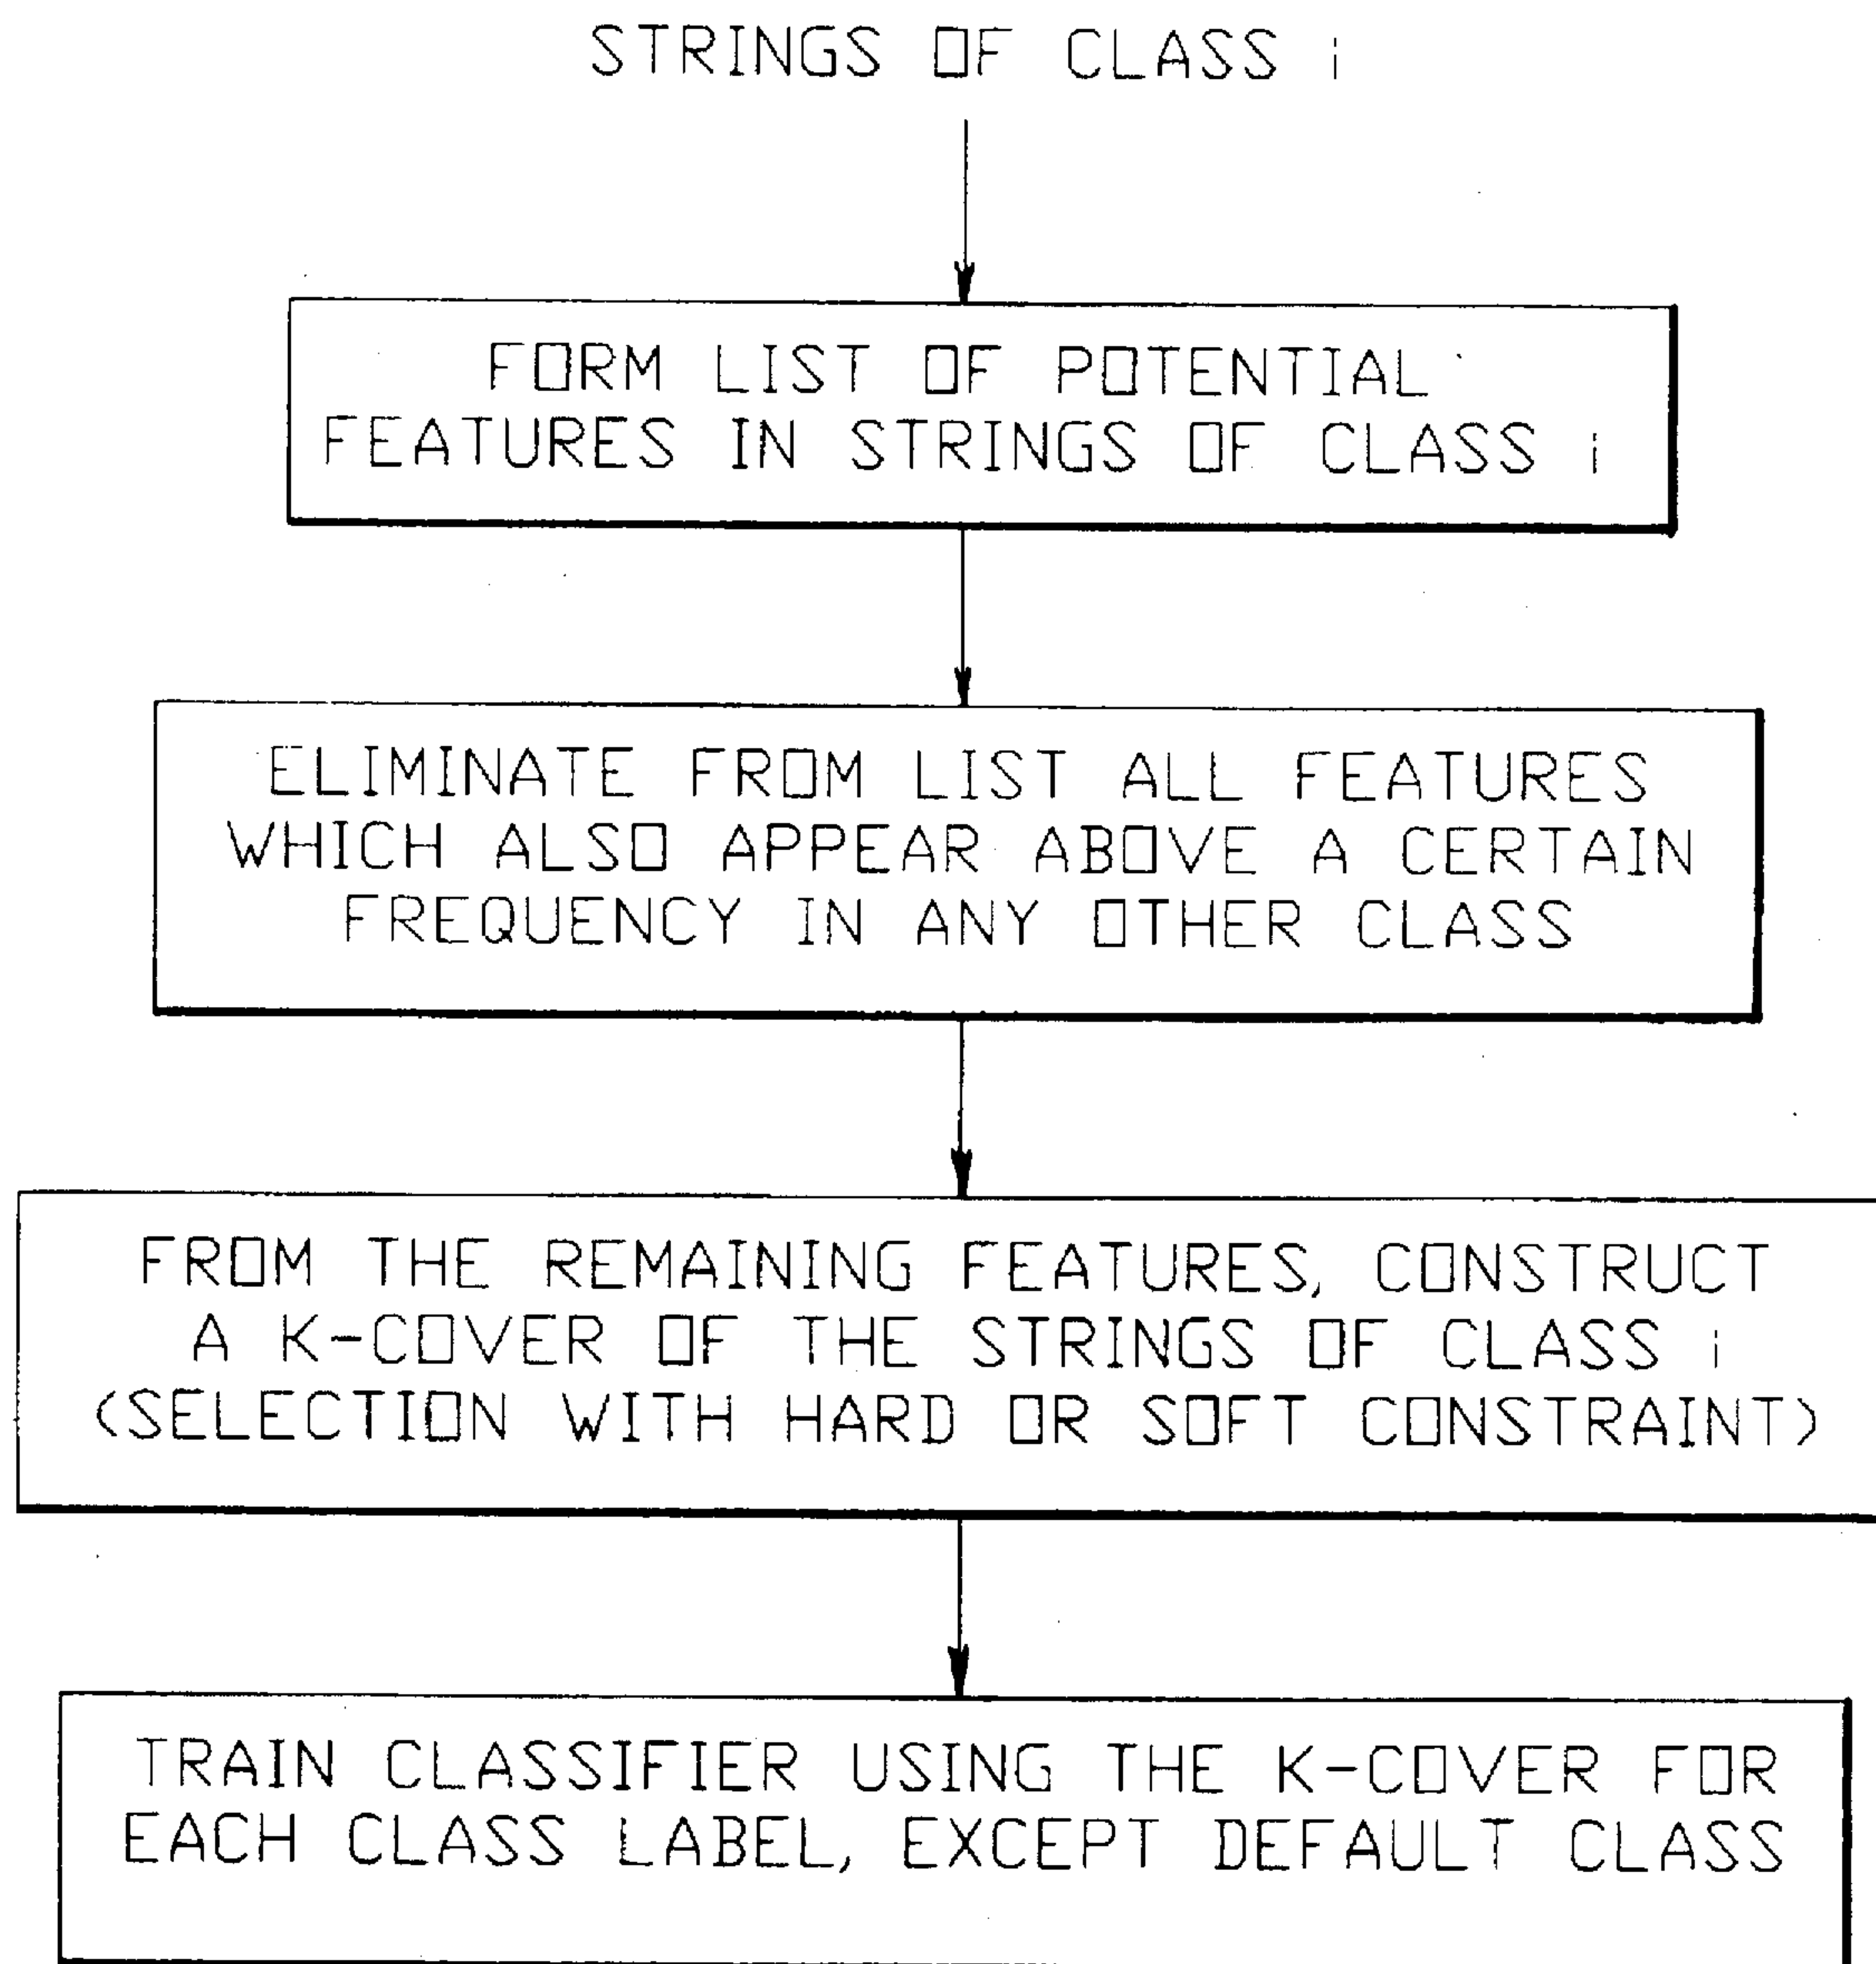 STRINGS OF CLASS i
FORM LIST OF POTENTIAL
FEATURES IN STRINGS OF CLASS i
ELIMINATE FROM LIST ALL FEATURES
WHICH ALSO APPEAR ABOVE A CERTAIN
FREQUENCY IN ANY OTHER CLASS
FROM THE REMAINING FEATURES, CONSTRUCT
A K-COVER OF THE STRINGS OF CLASS i
(SELECTION WITH HARD OR SOFT CONSTRAINT)
TRAIN CLASSIFIER USING THE K-COVER FOR
EACH CLASS LABEL, EXCEPT DEFAULT CLASS